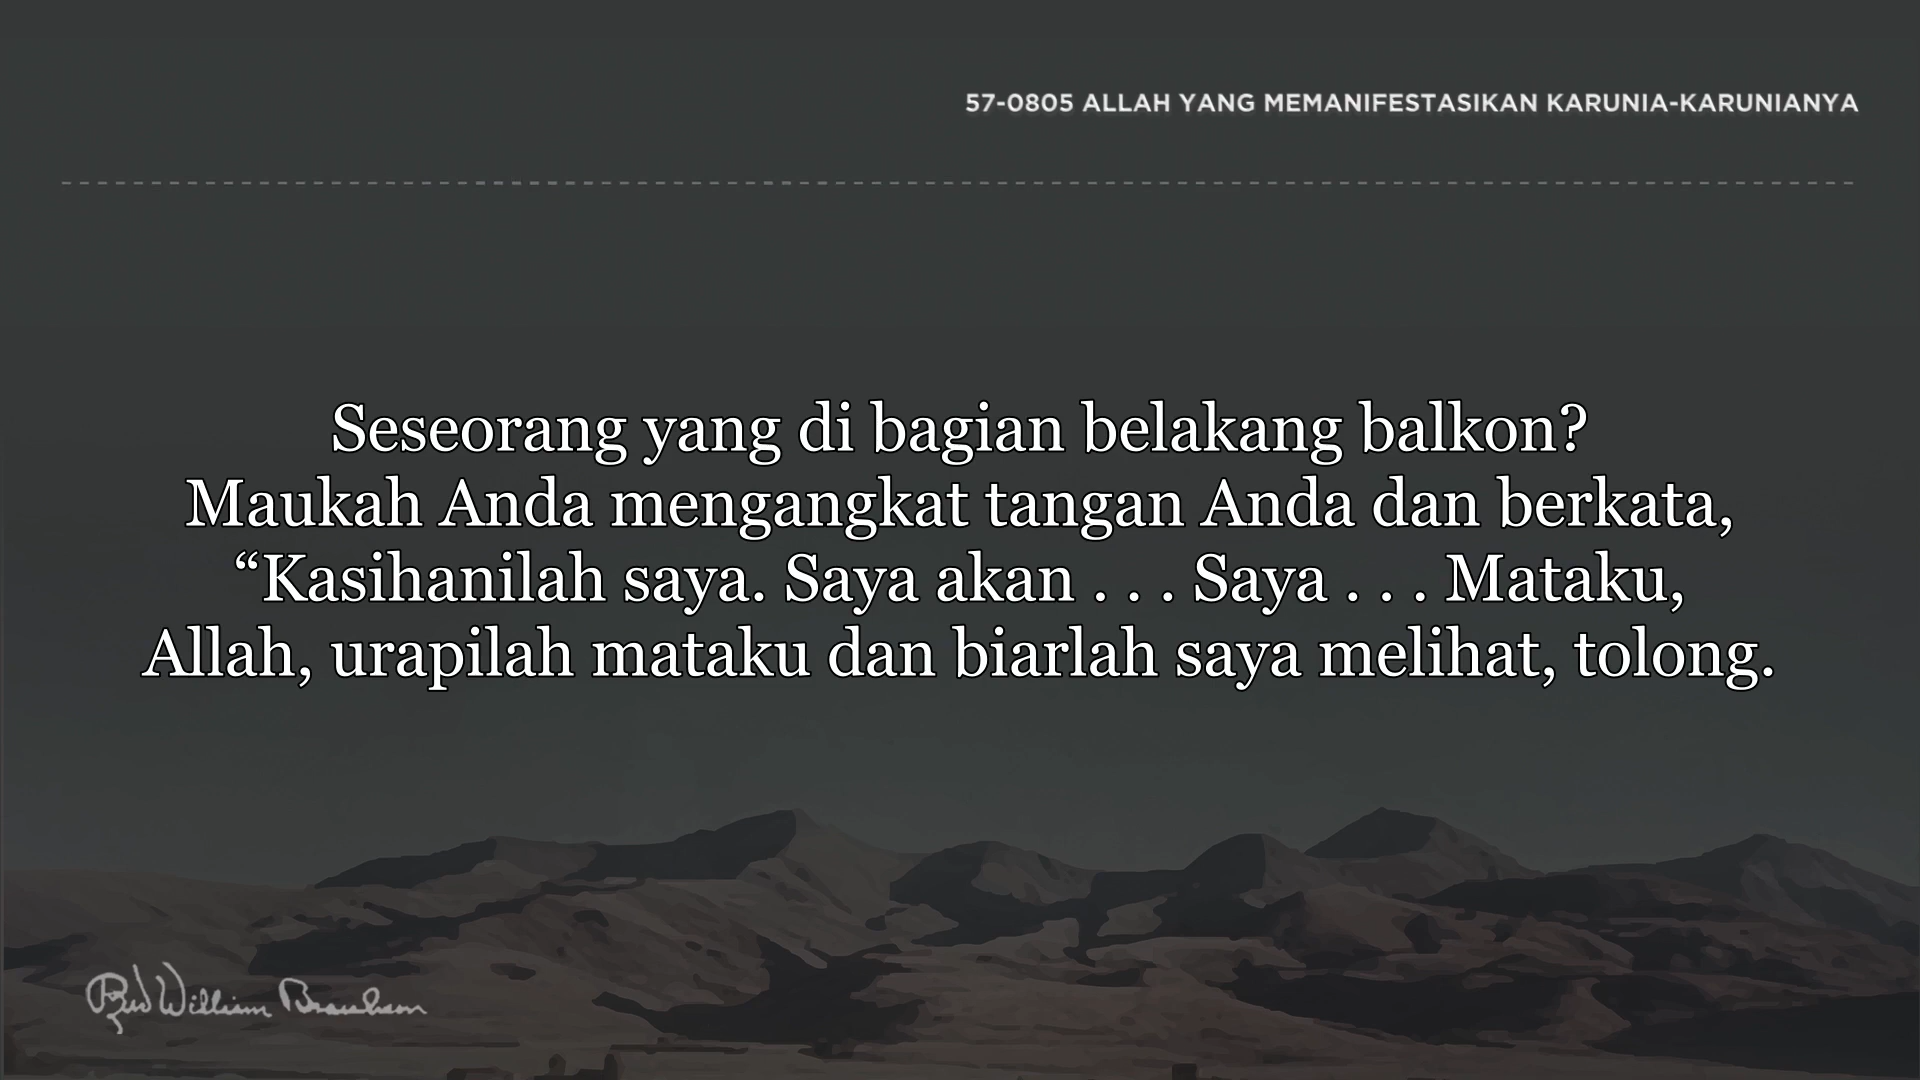 57-0805 ALLAH YANG MEMANIFESTASIKAN KARUNIA-KARUNIANYA
Seseorang yang di bagian belakang balkon?
Maukah Anda mengangkat tangan Anda dan berkata,
“Kasihanilah saya. Saya akan . . . Saya . . . Mataku,
Allah, urapilah mataku dan biarlah saya melihat, tolong.
Rev William Branham